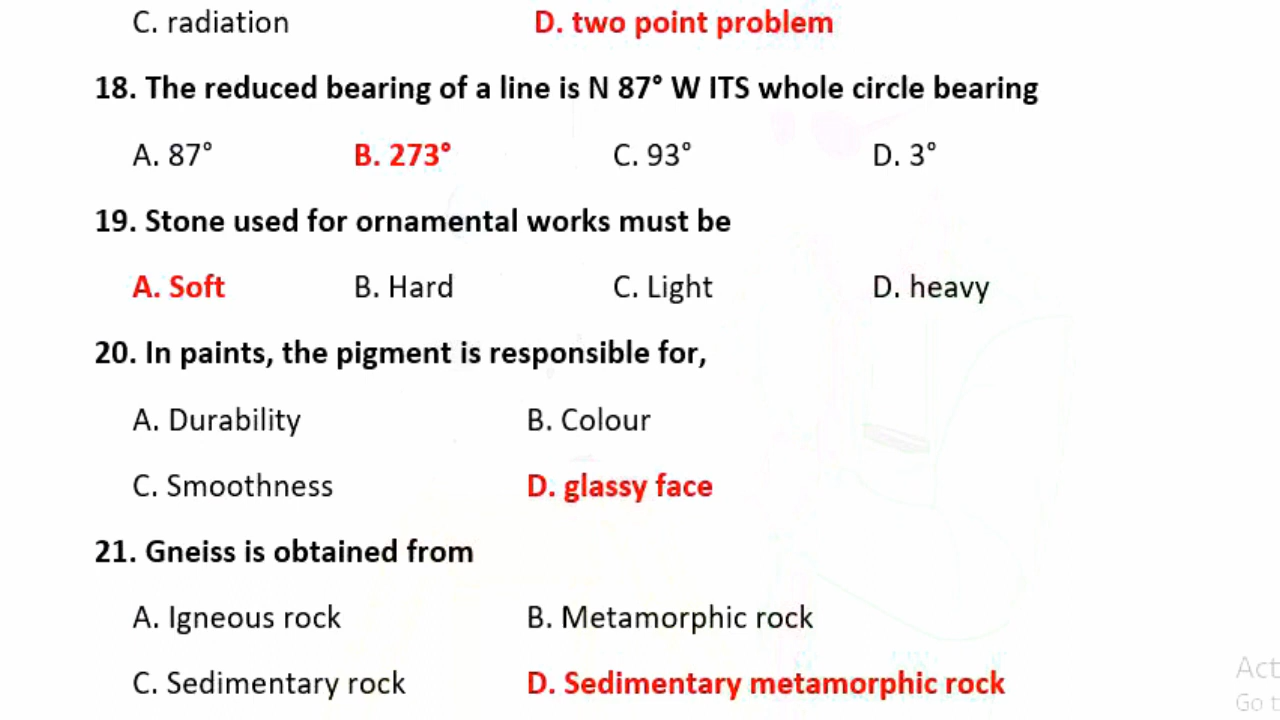 C. radiation D. two point problem
18. The reduced bearing of a line is N 87° W ITS whole circle bearing
A. 87° B. 273° C. 93° D. 3°
19. Stone used for ornamental works must be
A. Soft B. Hard C. Light D. heavy
20. In paints, the pigment is responsible for,
A. Durability B. Colour
C. Smoothness D. glassy face
21. Gneiss is obtained from
A. Igneous rock B. Metamorphic rock
C. Sedimentary rock D. Sedimentary metamorphic rock
Act
Go t